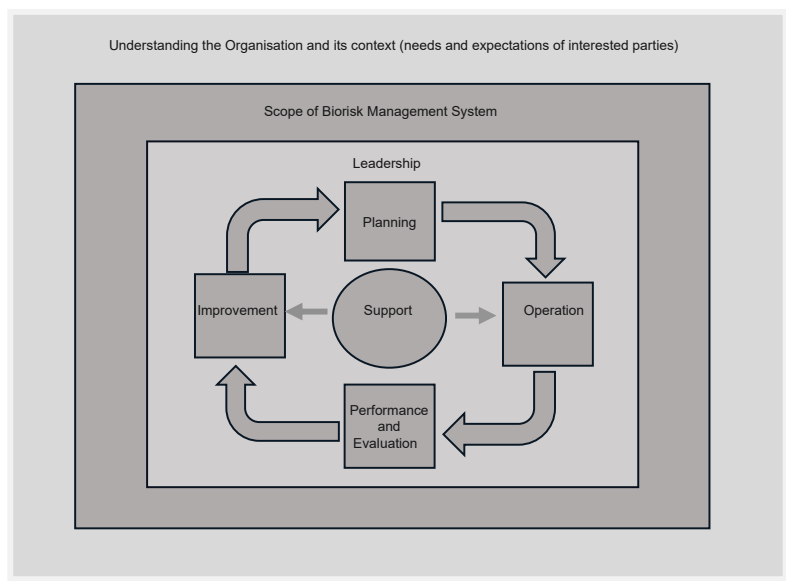 Understanding the Organisation and its context (needs and expectations of interested parties)
Scope of Biorisk Management System
Leadership
Planning
Improvement
Support
Operation
Performance
and
Evaluation